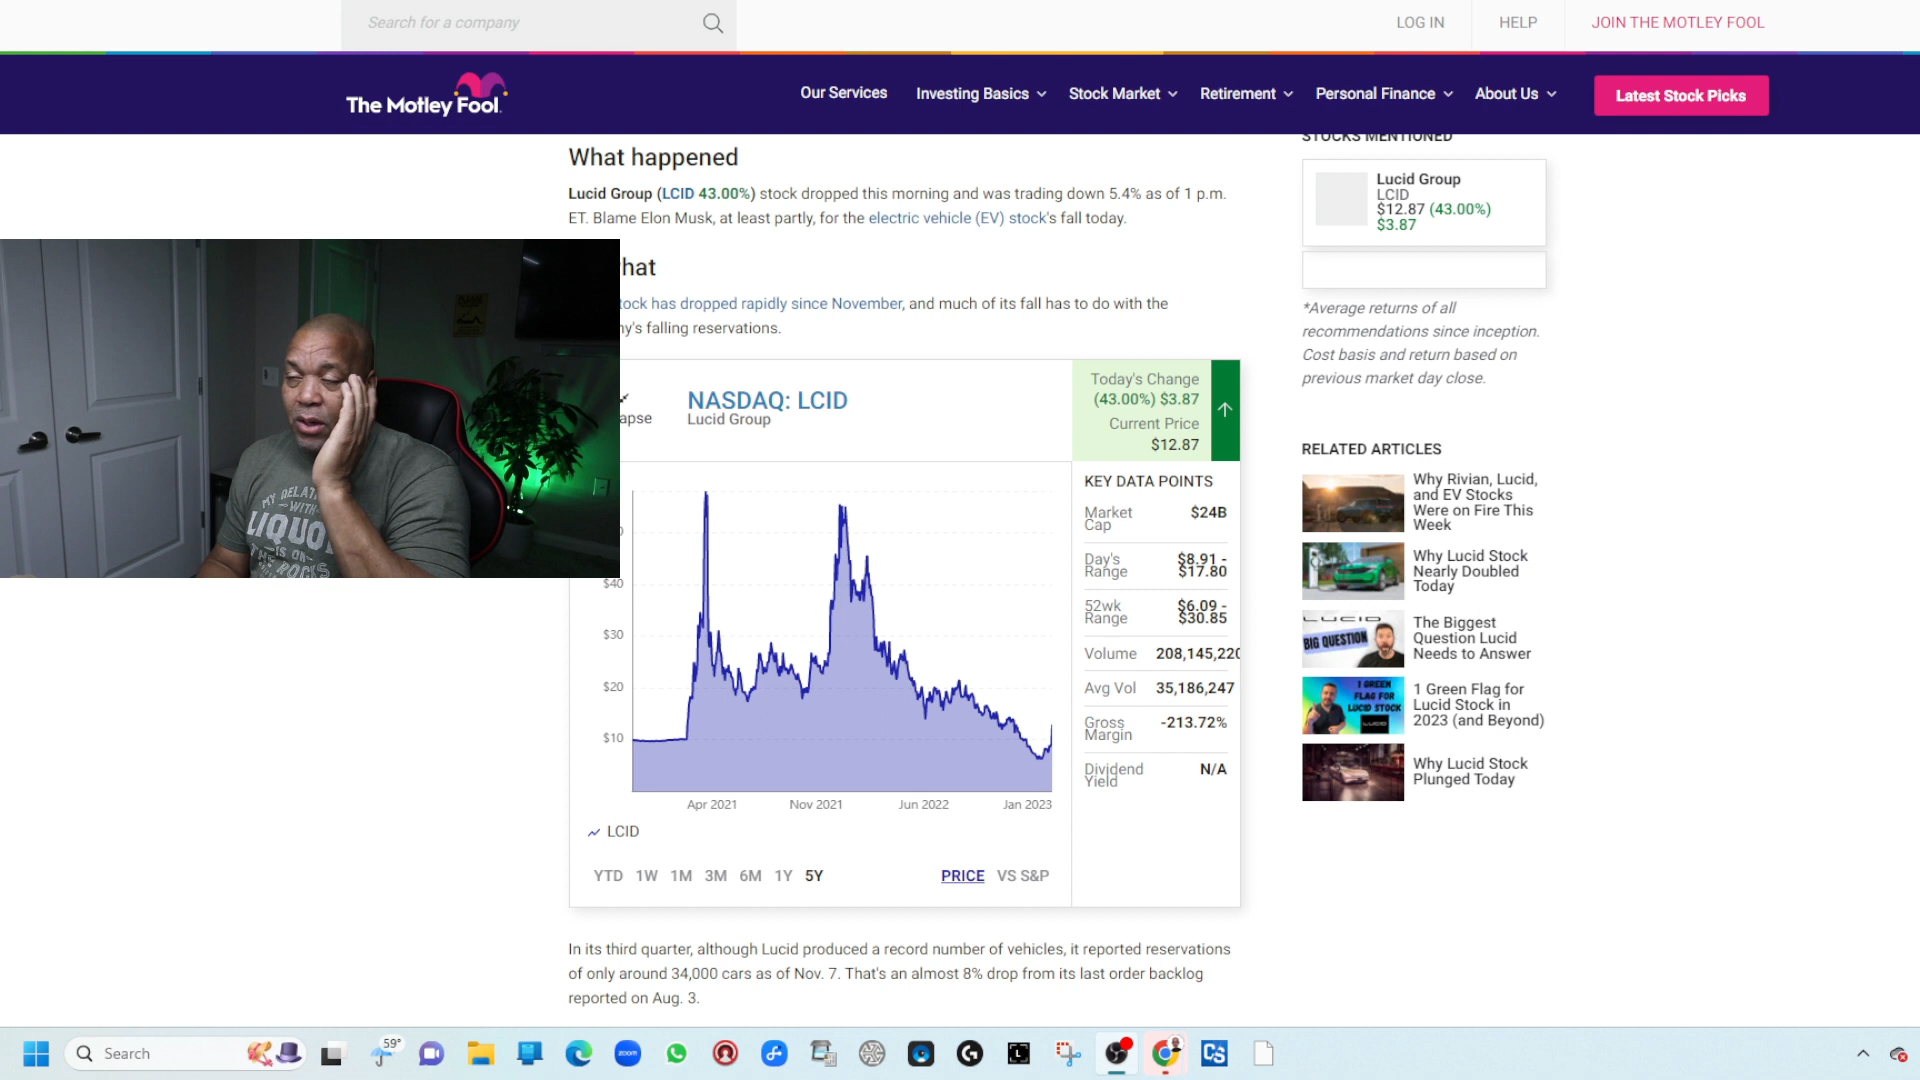 Search for a company
LOG IN
HELP
JOIN THE MOTLEY FOOL
The Motley Fool.
Our Services
Investing Basics
Stock Market
Retirement
Personal Finance
About Us
Latest Stock Picks
What happened
Lucid Group (LCID 43.00%) stock dropped this morning and was trading down 5.4% as of 1 p.m.
ET. Blame Elon Musk, at least partly, for the electric vehicle (EV) stock's fall today.
hat
tock has dropped rapidly since November, and much of its fall has to do with the
ny's falling reservations.
apse
NASDAQ: LCID
Lucid Group
Today's Change
(43.00%) $3.87
Current Price
$12.87
KEY DATA POINTS
Market
Cap
$24B
Day's
Range
$8.91 -
$17.80
52wk
Range
$6.09 -
$30.85
Volume
208,145,220
Avg Vol
35,186,247
Gross
Margin
-213.72%
Dividend
Yield
N/A
$40
$30
$20
$10
Apr 2021
Nov 2021
Jun 2022
Jan 2023
LCID
YTD 1W 1M 3M 6M 1Y 5Y
PRICE VS S&P
In its third quarter, although Lucid produced a record number of vehicles, it reported reservations
of only around 34,000 cars as of Nov. 7. That's an almost 8% drop from its last order backlog
reported on Aug. 3.
STOCKS MENTIONED
Lucid Group
LCID
$12.87 (43.00%)
$3.87
*Average returns of all
recommendations since inception.
Cost basis and return based on
previous market day close.
RELATED ARTICLES
Why Rivian, Lucid,
and EV Stocks
Were on Fire This
Week
Why Lucid Stock
Nearly Doubled
Today
LUCID
BIG QUESTION
The Biggest
Question Lucid
Needs to Answer
1 GREEN
FLAG FOR
LUCID STOCK
LUCID
1 Green Flag for
Lucid Stock in
2023 (and Beyond)
Why Lucid Stock
Plunged Today
MY RELAT
WITH
LIQUO
IS ON
THE ROCKS
Search
59°
zoom
CS